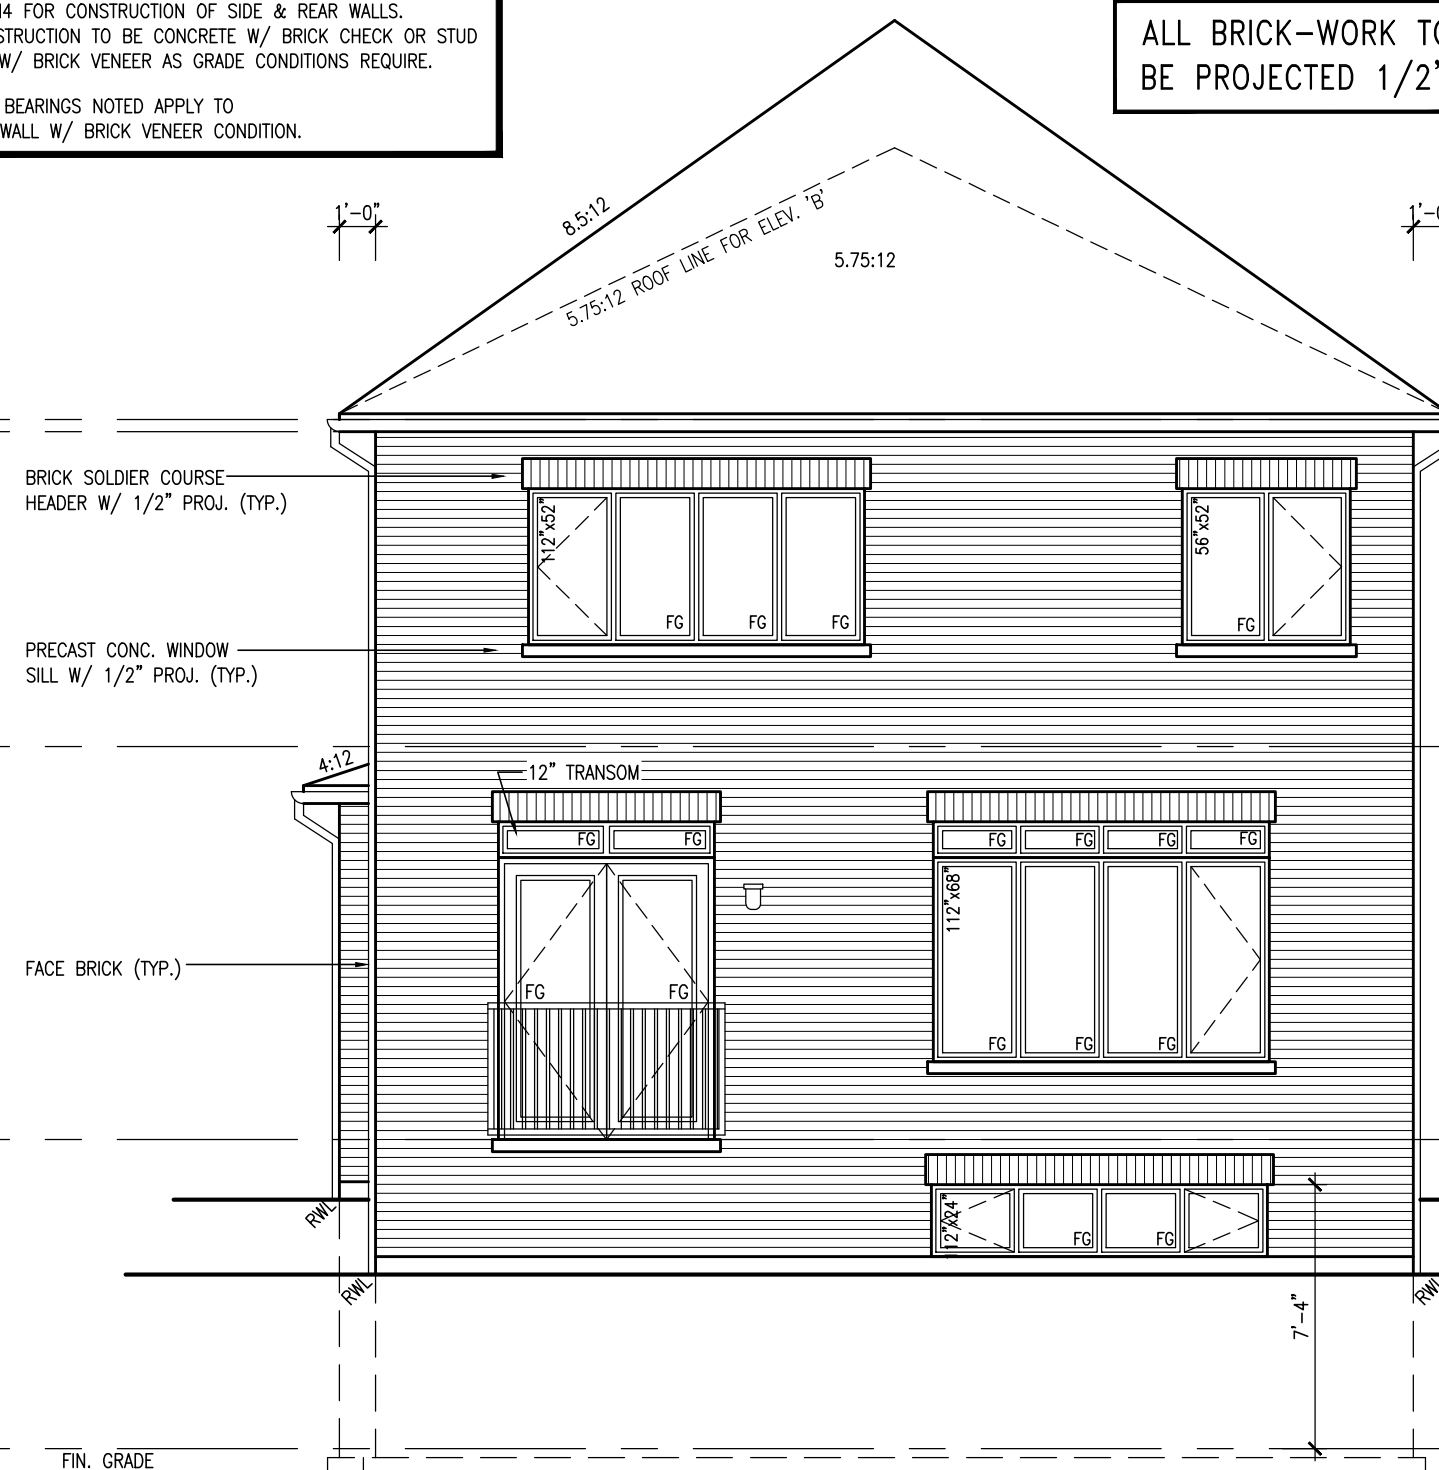 14 FOR CONSTRUCTION OF SIDE & REAR WALLS.
STRUCTION TO BE CONCRETE W/ BRICK CHECK OR STUD
W/ BRICK VENEER AS GRADE CONDITIONS REQUIRE.
BEARINGS NOTED APPLY TO
WALL W/ BRICK VENEER CONDITION.
ALL BRICK-WORK TO
BE PROJECTED 1/2"
1'-0"
1'-0
8.5:12
5.75:12 ROOF LINE FOR ELEV. 'B'
5.75:12
BRICK SOLDIER COURSE
HEADER W/ 1/2" PROJ. (TYP.)
112"x52"
FG
FG
FG
56"x52"
FG
PRECAST CONC. WINDOW
SILL W/ 1/2" PROJ. (TYP.)
4:12
12" TRANSOM
FG
FG
FG
FG
FG
FG
112"x68"
FACE BRICK (TYP.)
FG
FG
FG
FG
FG
112"x24"
FG
FG
RWL
RWL
RWL
7'-4"
FIN. GRADE